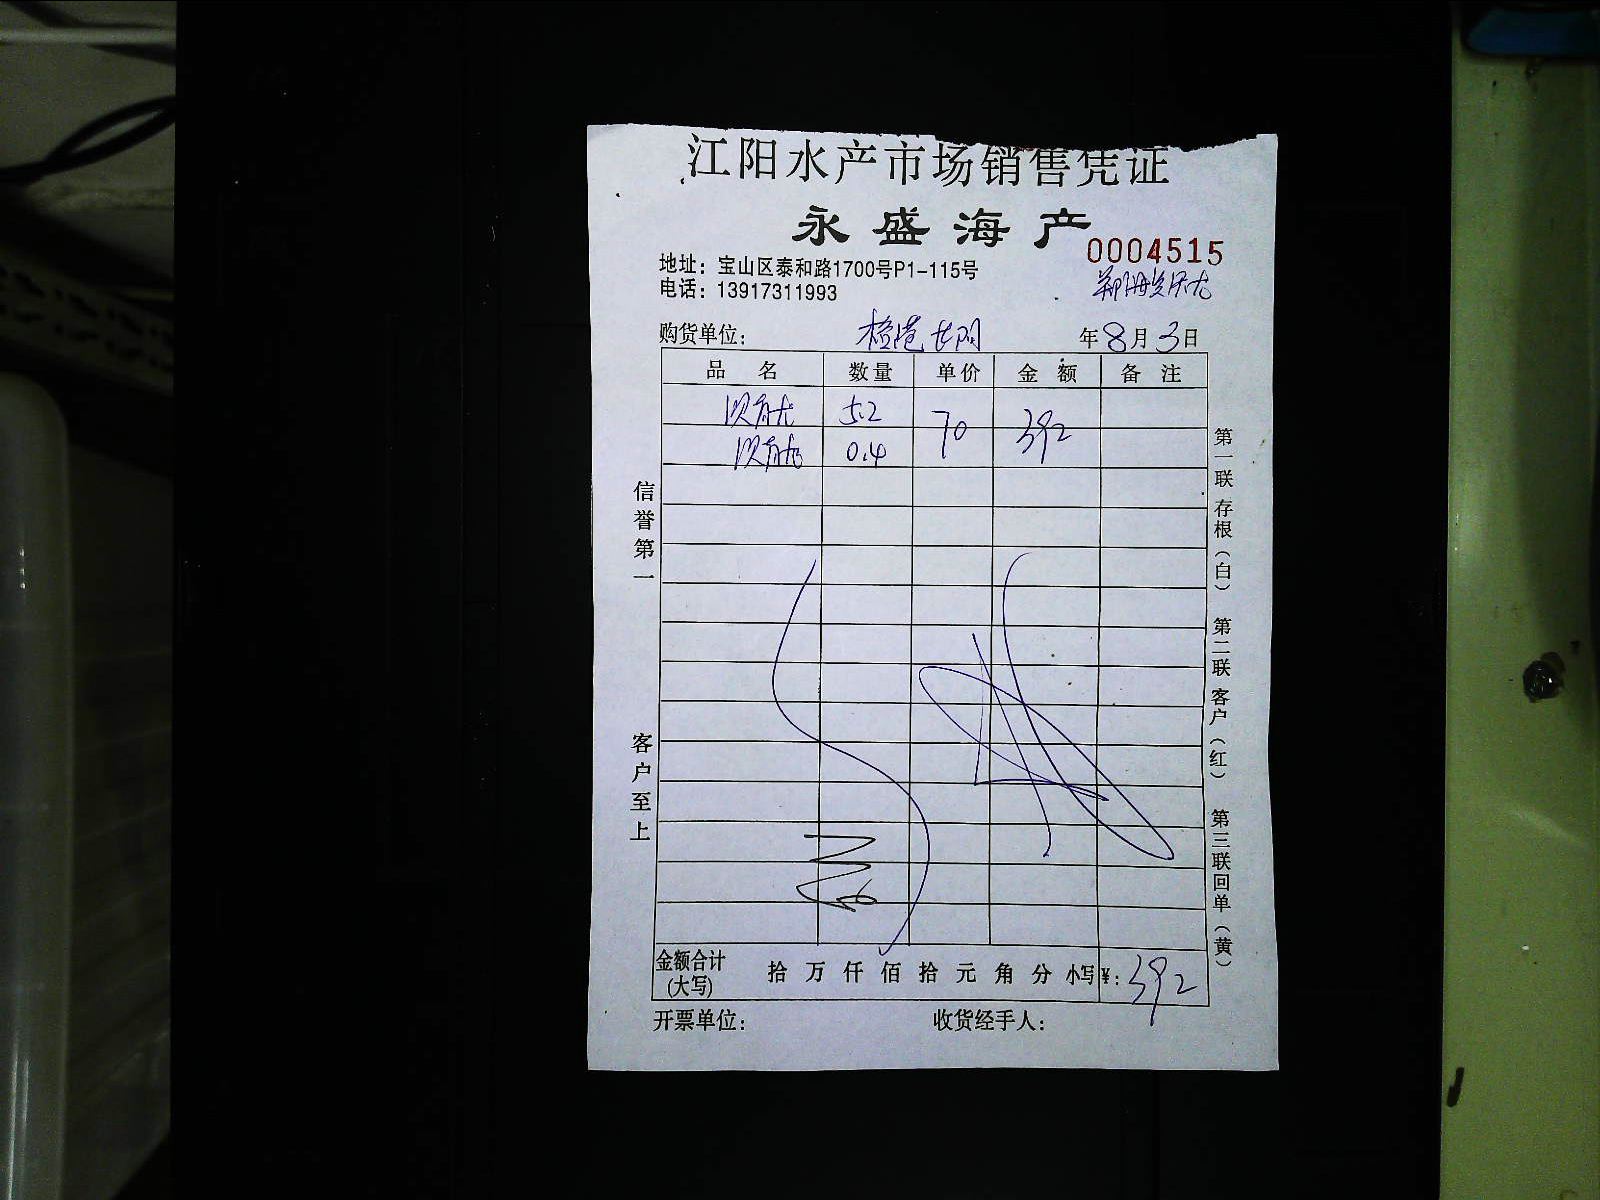 江阳水产市场销售凭证
永盛海产
0004515
地址：宝山区泰和路1700号P1-115号
电话：13917311993
购货单位： 年8月3日
品名 数量 单价 金额 备注
5.2 70 392
0.4
信誉第一
客户至上
第一联存根（白） 第二联客户（红） 第三联回单（黄）
金额合计(大写) 拾万仟佰拾元角分 小写¥：392
开票单位： 收货经手人：